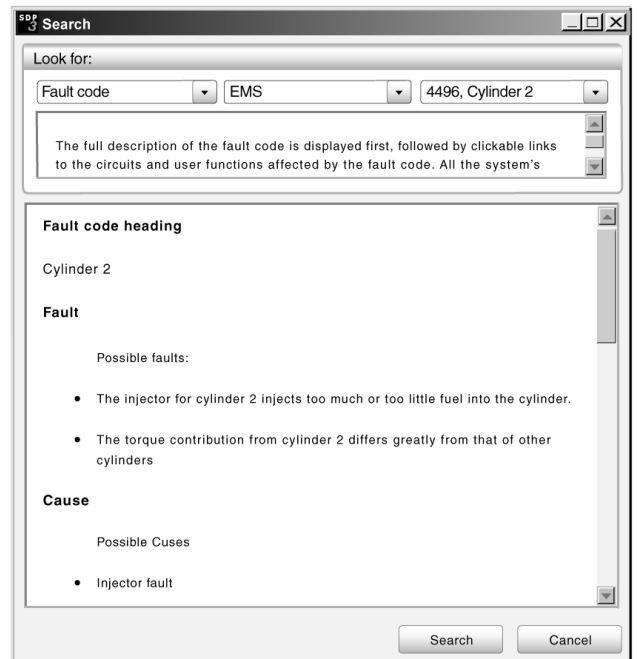 SDP3 Search
Look for:
Fault code EMS 4496, Cylinder 2
The full description of the fault code is displayed first, followed by clickable links
to the circuits and user functions affected by the fault code. All the system’s
Fault code heading
Cylinder 2
Fault
Possible faults:
• The injector for cylinder 2 injects too much or too little fuel into the cylinder.
• The torque contribution from cylinder 2 differs greatly from that of other
cylinders
Cause
Possible Cuses
• Injector fault
Search Cancel